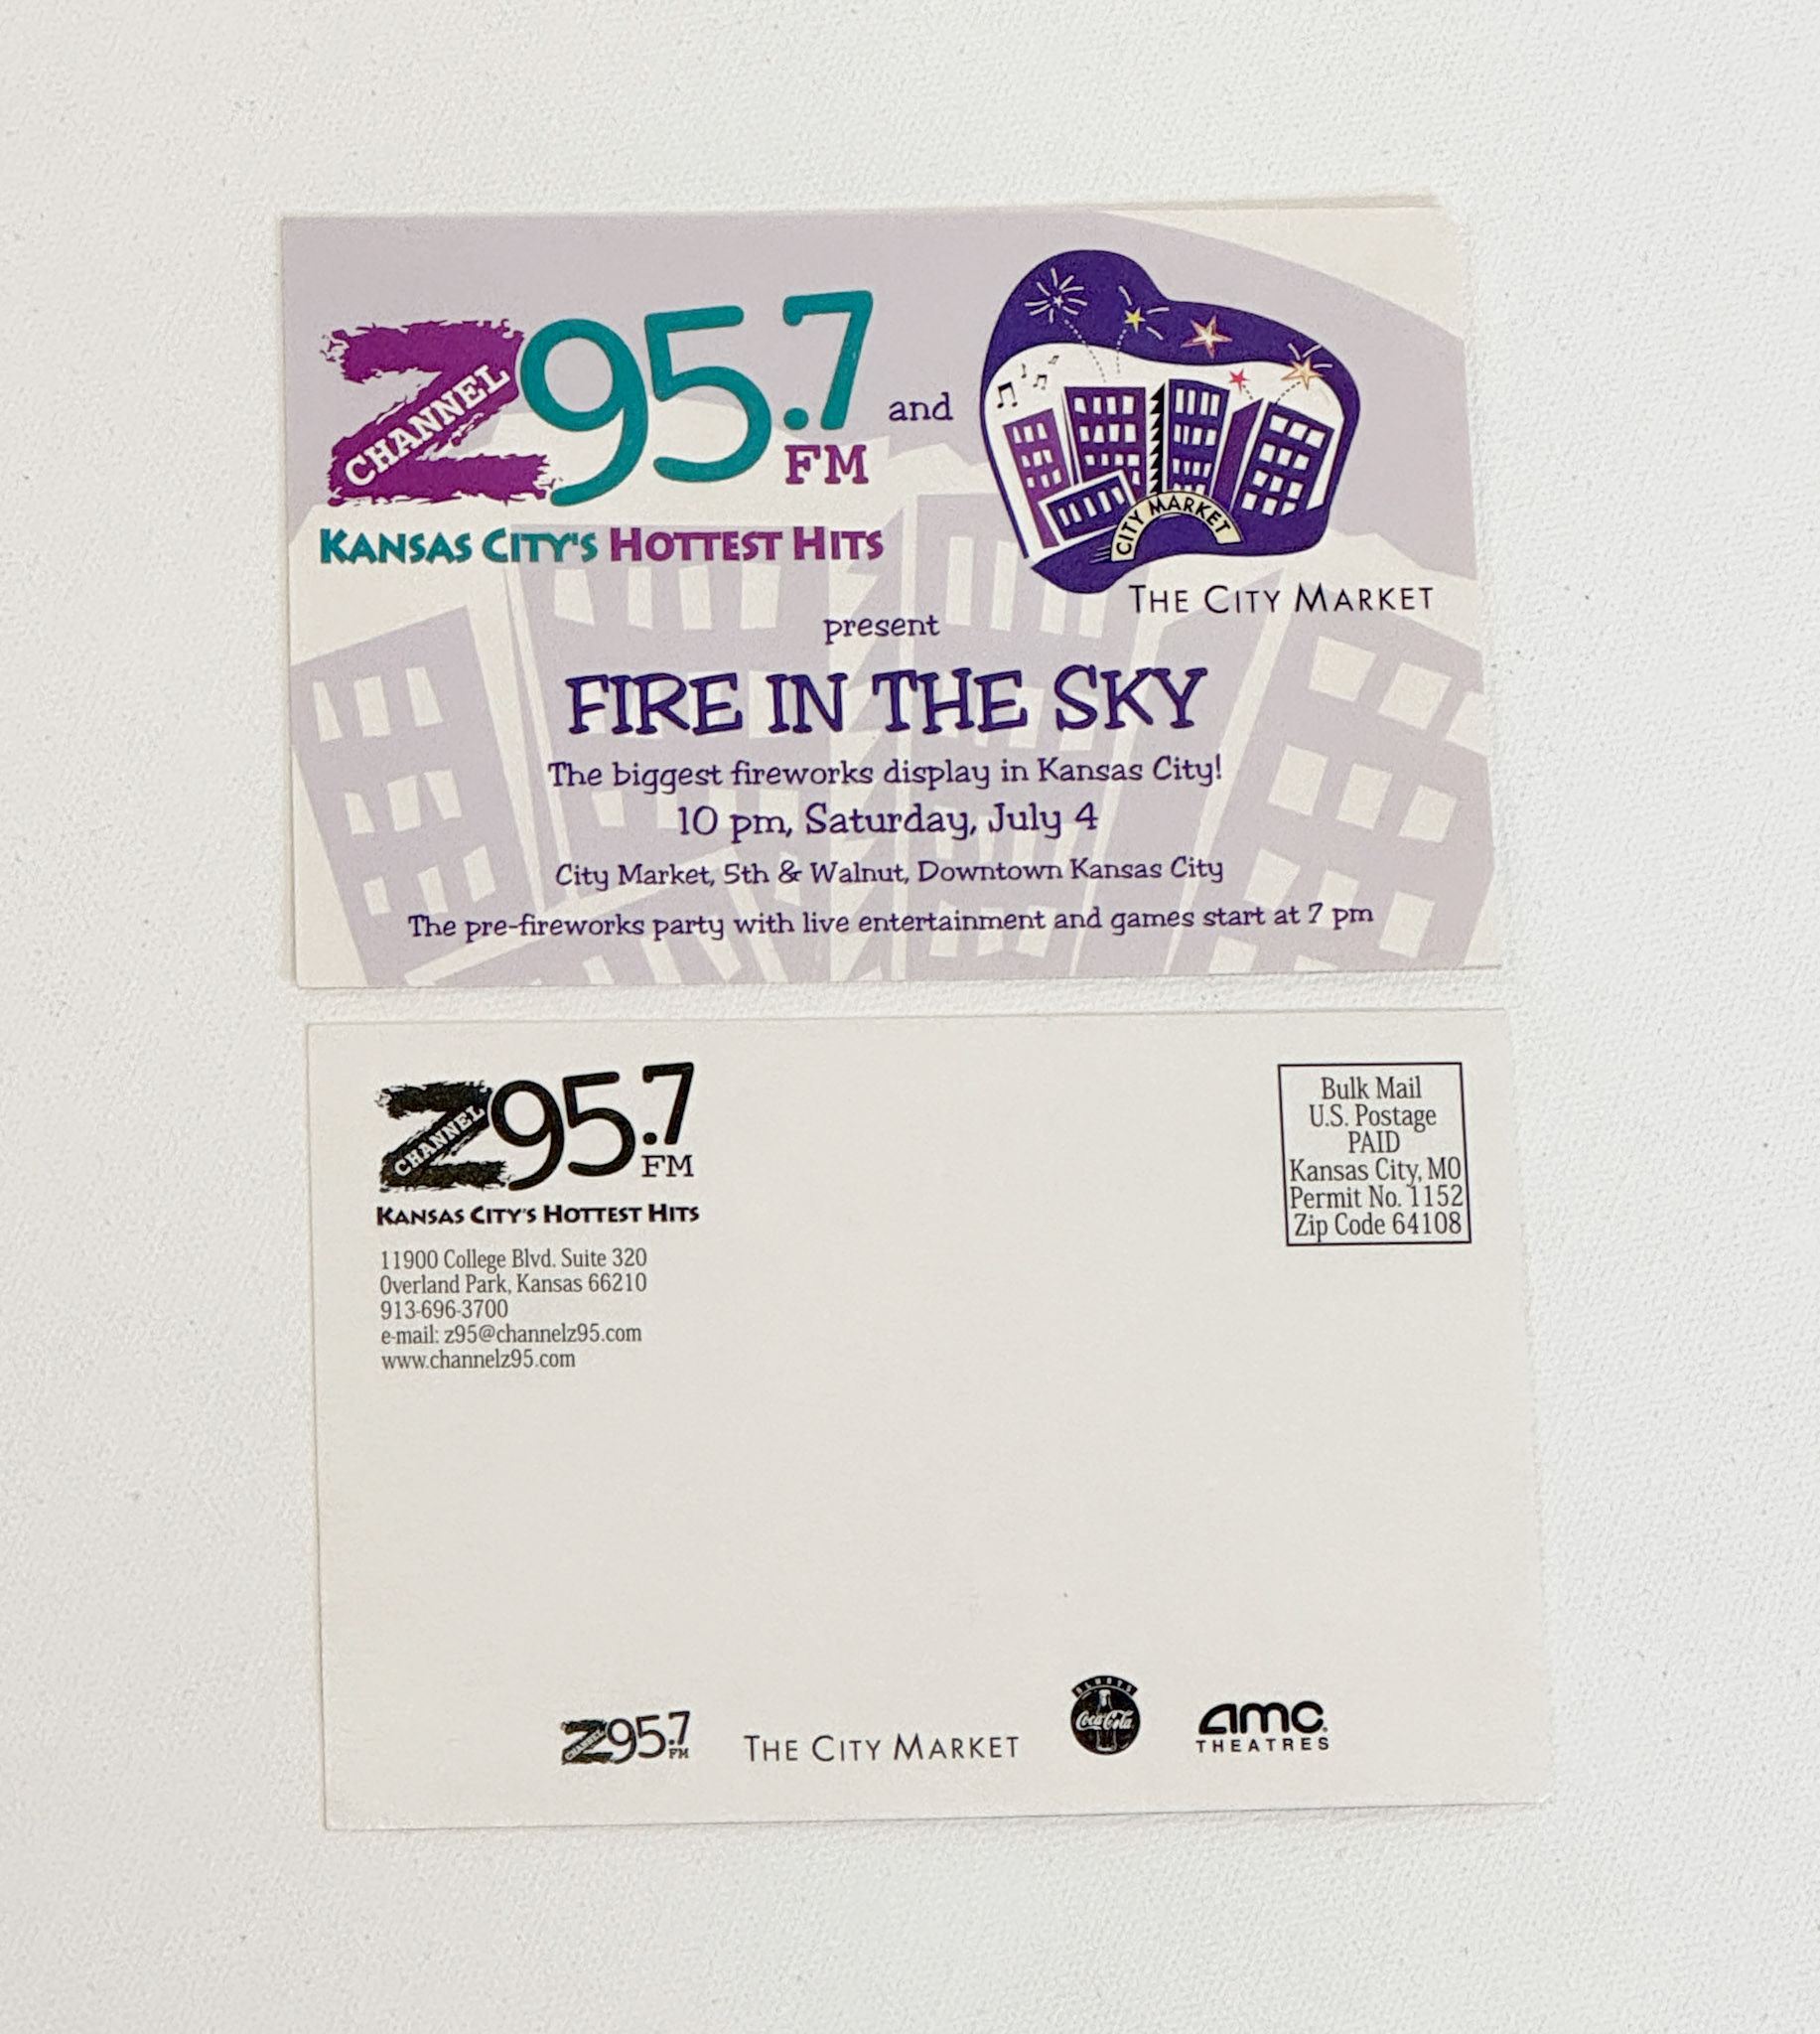 CHANNEL Z95.7
FM
KANSAS CITY'S HOTTEST HITS
and
CITY MARKET
THE CITY MARKET
present
FIRE IN THE SKY
The biggest fireworks display in Kansas City!
10 pm, Saturday, July 4
City Market, 5th & Walnut, Downtown Kansas City
The pre-fireworks party with live entertainment and games start at 7 pm
CHANNEL Z95.7
FM
KANSAS CITY'S HOTTEST HITS
11900 College Blvd. Suite 320
Overland Park, Kansas 66210
913-696-3700
e-mail: z95@channelz95.com
www.channelz95.com
Bulk Mail
U.S. Postage
PAID
Kansas City, MO
Permit No. 1152
Zip Code 64108
CHANNEL Z95.7
FM
THE CITY MARKET
ALWAYS
Coca-Cola
amc
THEATRES